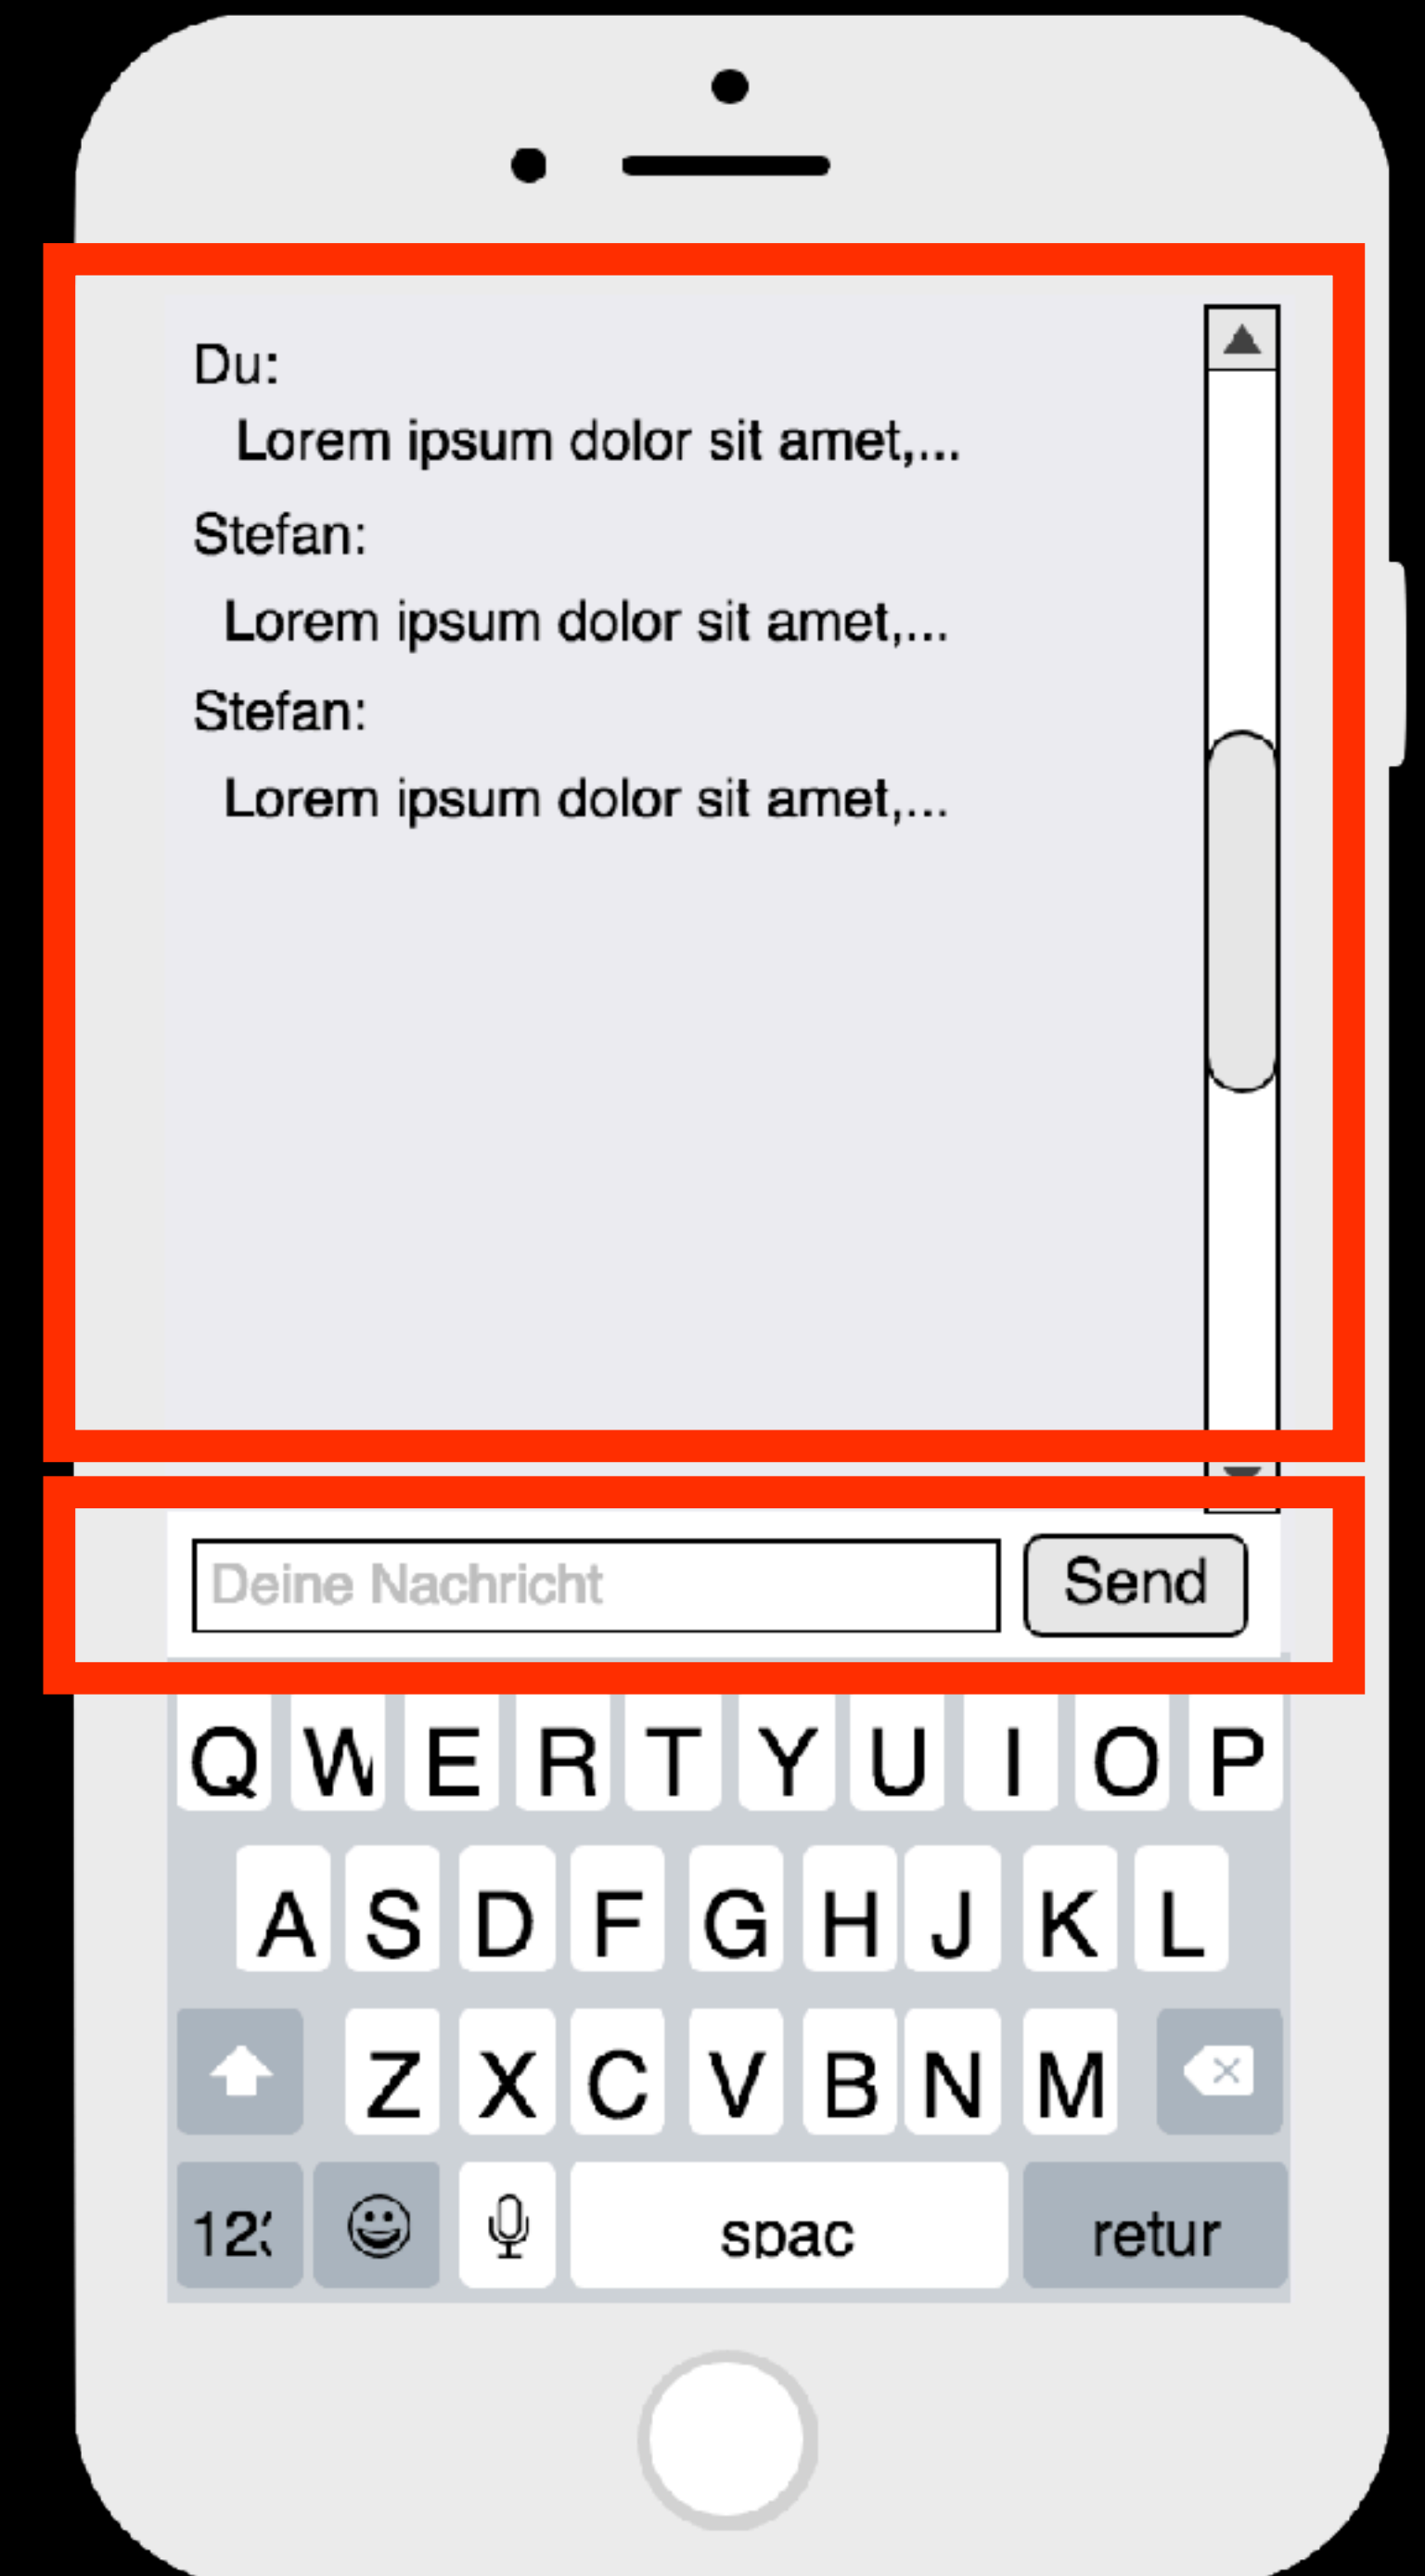 Du:
Lorem ipsum dolor sit amet,...
Stefan:
Lorem ipsum dolor sit amet,...
Stefan:
Lorem ipsum dolor sit amet,...
Deine Nachricht Send
Q W E R T Y U I O P
A S D F G H J K L
Z X C V B N M
12 spac retur